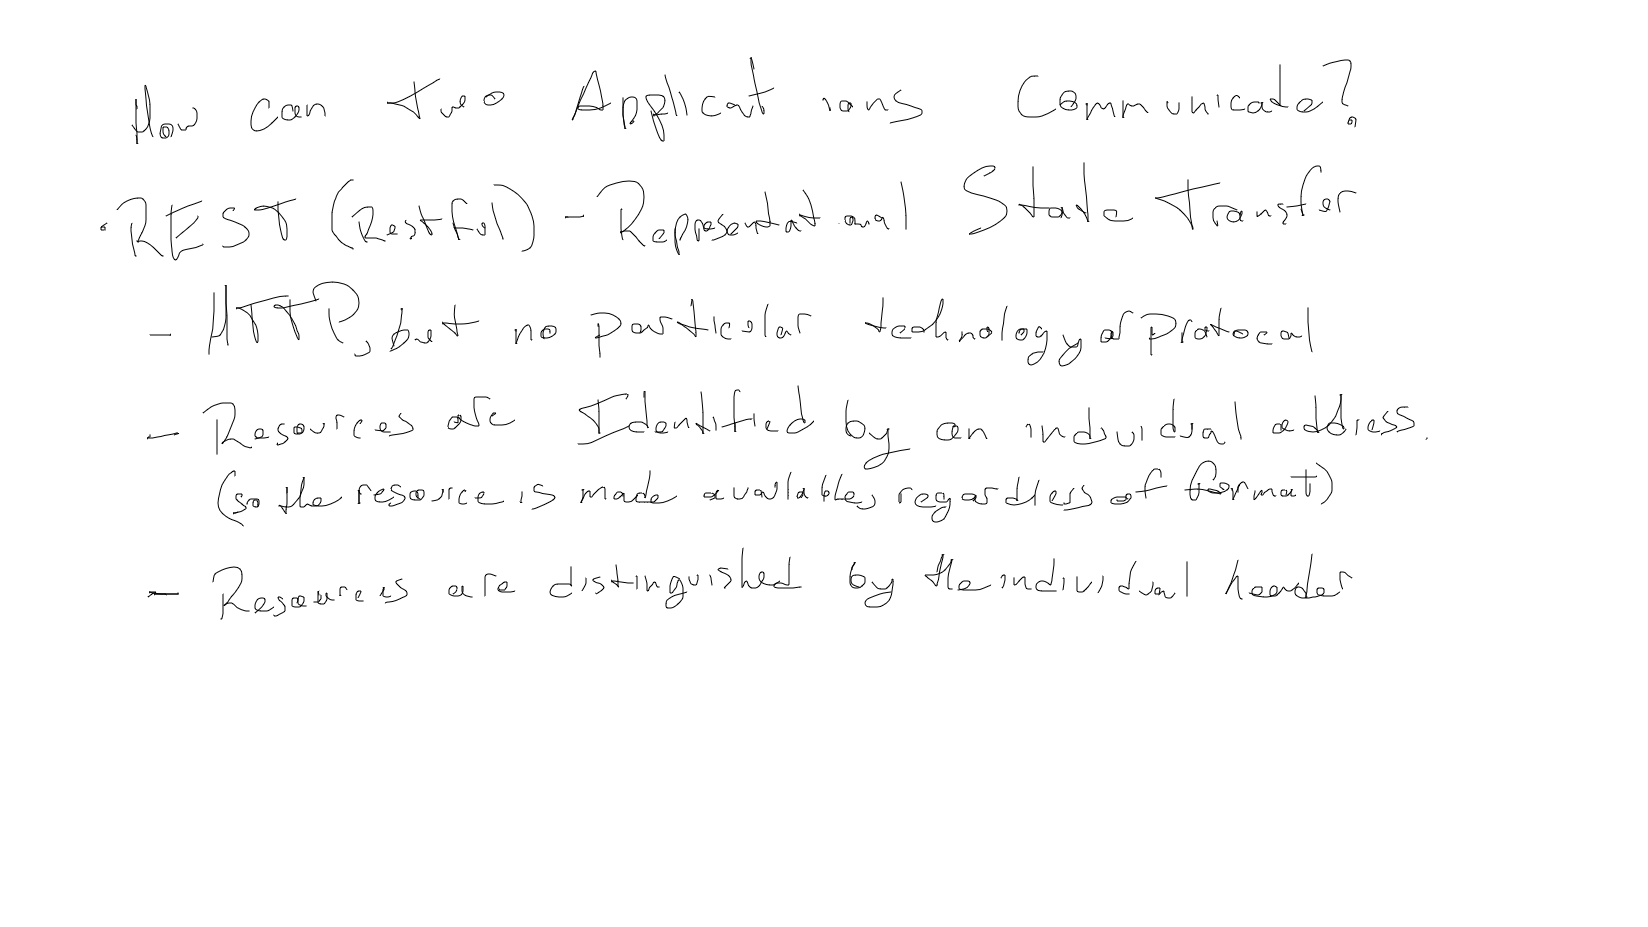 How can two Applications Communicate?
• REST (Restful) - Representational State Transfer
- HTTP, but no particular technology or protocal
- Resources are Identified by an individual address.
(so the resource is made available, regardless of format)
- Resources are distinguished by the individual header